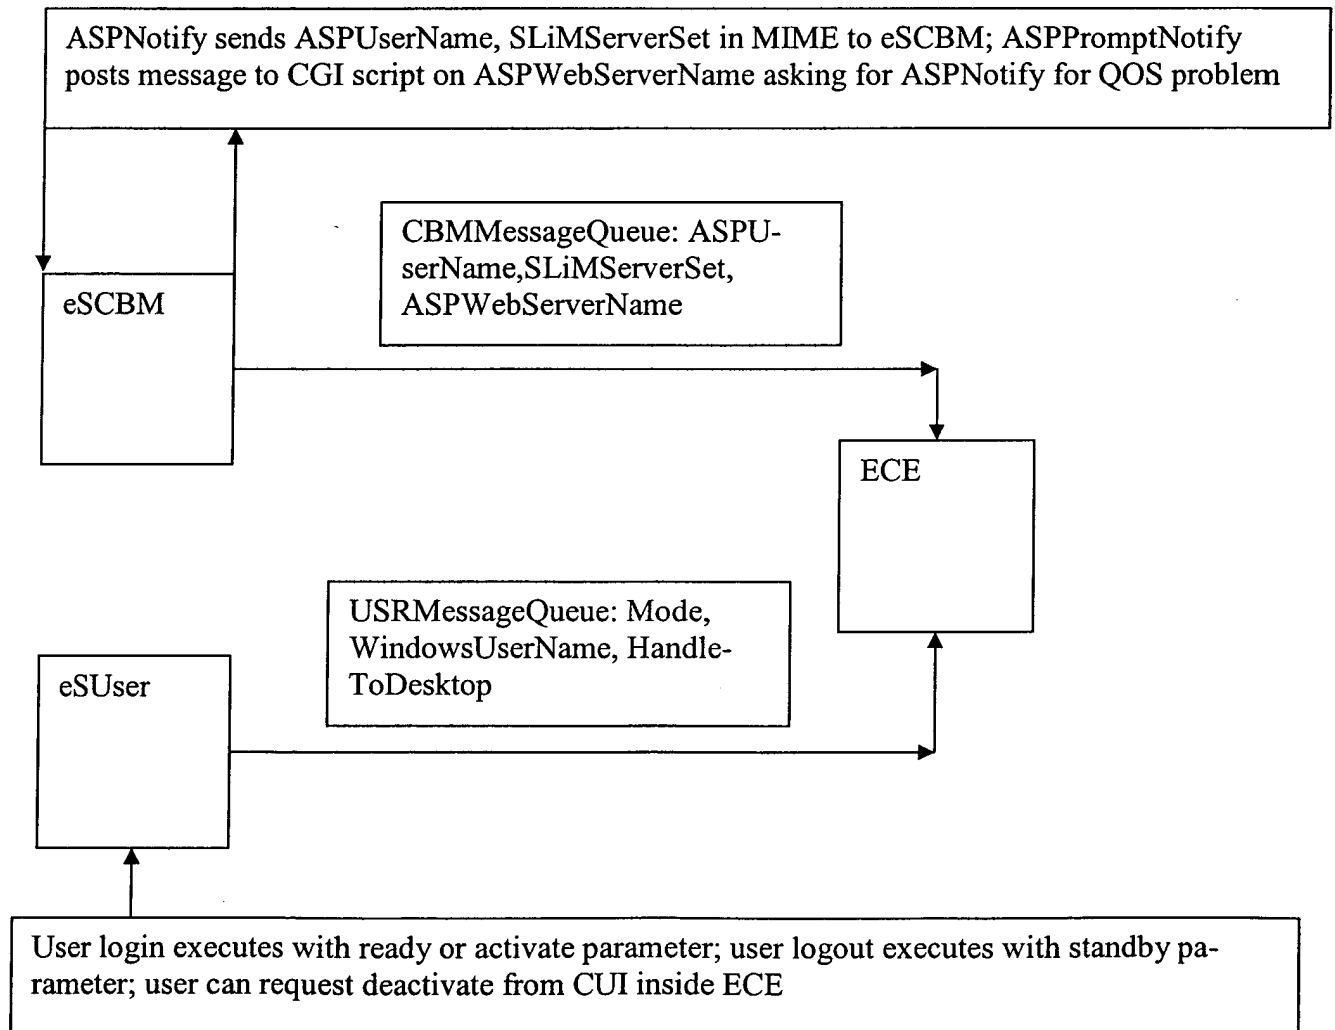 ASPNotify sends ASPUserName, SLiMServerSet in MIME to eSCBM; ASPPromptNotify
posts message to CGI script on ASPWebServerName asking for ASPNotify for QOS problem
CBMMessageQueue: ASPU-
serName,SLiMServerSet,
ASPWebServerName
eSCBM
ECE
USRMessageQueue: Mode,
WindowsUserName, Handle-
ToDesktop
eSUser
User login executes with ready or activate parameter; user logout executes with standby pa-
rameter; user can request deactivate from CUI inside ECE